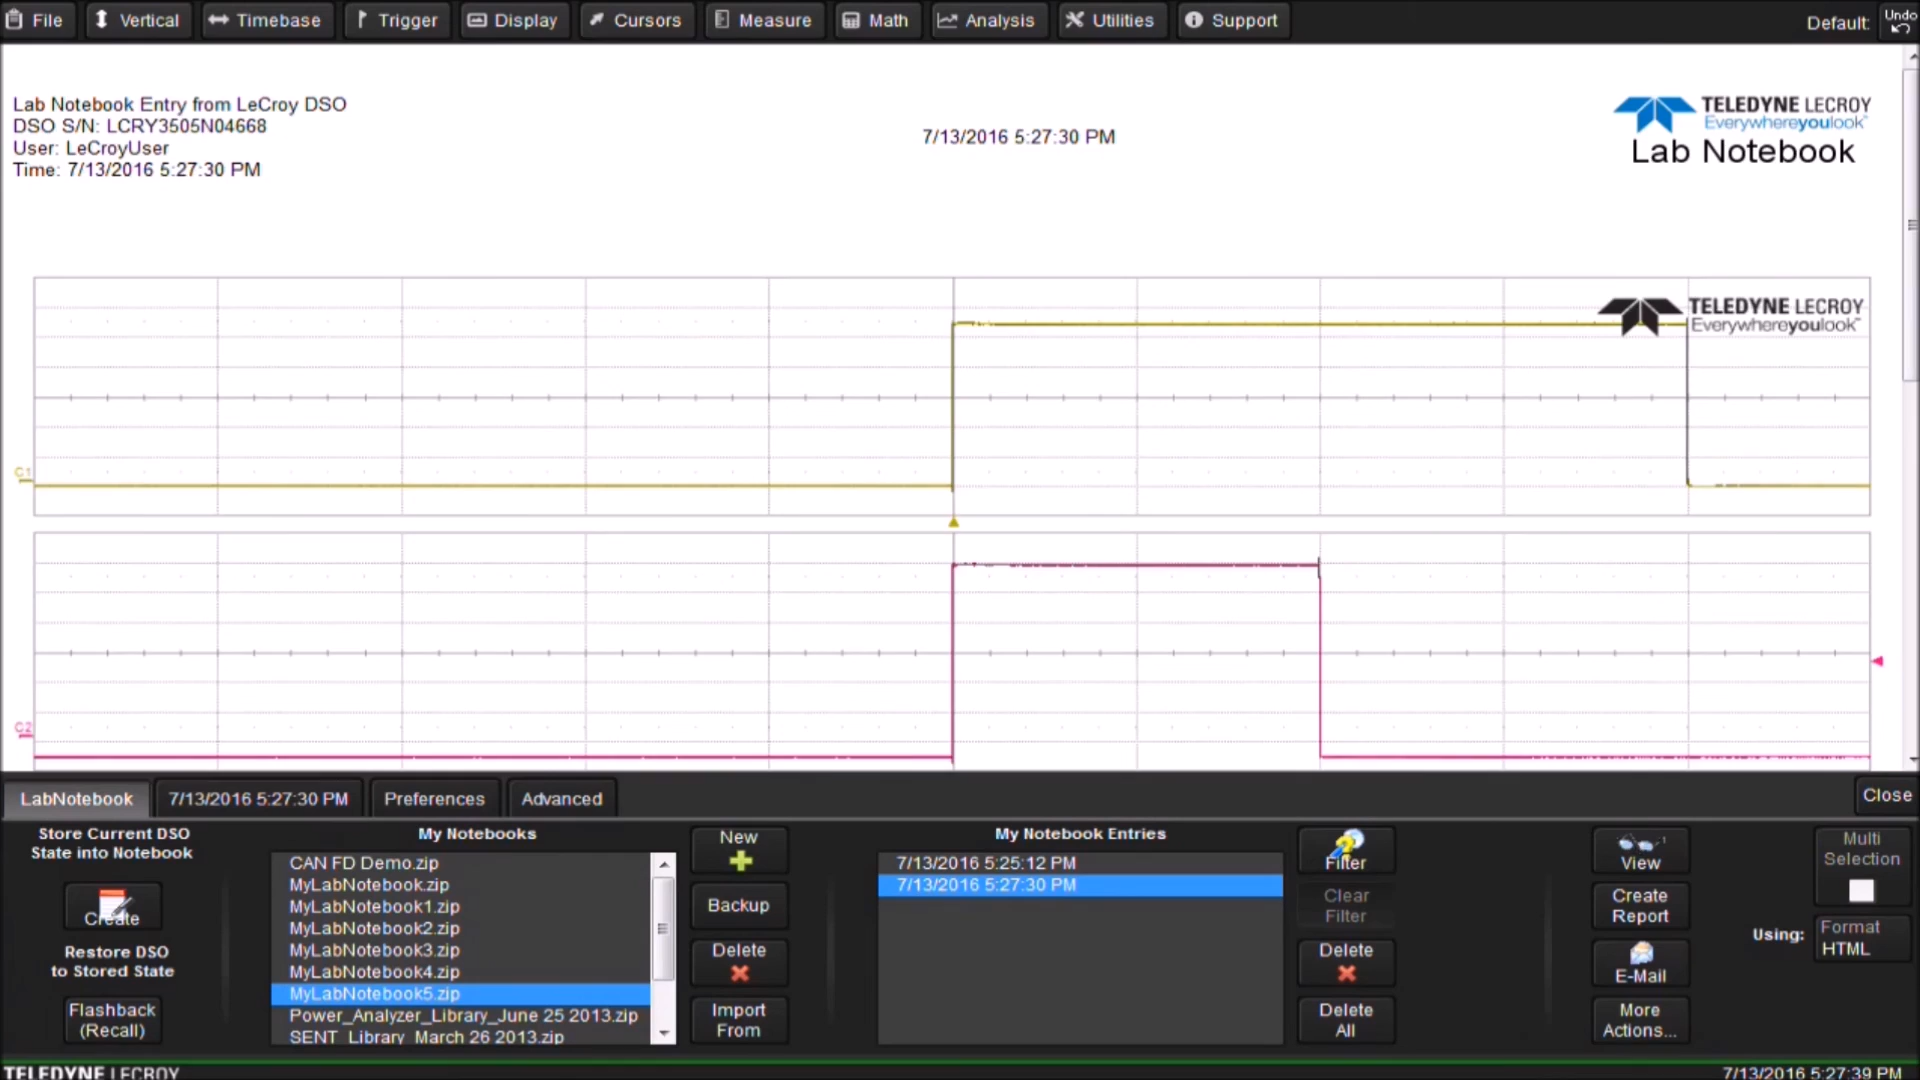 File
Vertical
Timebase
Trigger
Display
Cursors
Measure
Math
Analysis
Utilities
Support
Default:
Undo
Lab Notebook Entry from LeCroy DSO
DSO S/N: LCRY3505N04668
User: LeCroyUser
Time: 7/13/2016 5:27:30 PM
7/13/2016 5:27:30 PM
TELEDYNE LECROY
Everywhereyoulook™
Lab Notebook
TELEDYNE LECROY
Everywhereyoulook™
C1
C2
LabNotebook
7/13/2016 5:27:30 PM
Preferences
Advanced
Close
Store Current DSO
State into Notebook
Create
Restore DSO
to Stored State
Flashback
(Recall)
My Notebooks
CAN FD Demo.zip
MyLabNotebook.zip
MyLabNotebook1.zip
MyLabNotebook2.zip
MyLabNotebook3.zip
MyLabNotebook4.zip
MyLabNotebook5.zip
Power_Analyzer_Library_June 25 2013.zip
SENT_Library_March 26 2013.zip
New
Backup
Delete
Import
From
My Notebook Entries
7/13/2016 5:25:12 PM
7/13/2016 5:27:30 PM
Filter
Clear
Filter
Delete
Delete
All
View
Create
Report
E-Mail
More
Actions...
Multi
Selection
Using:
Format
HTML
TELEDYNE LECROY
7/13/2016 5:27:39 PM